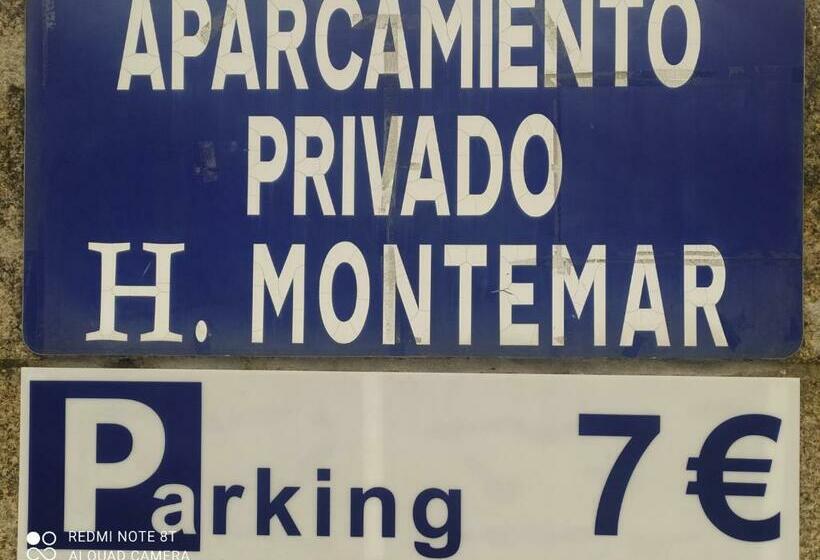 APARCAMIENTO
PRIVADO
H. MONTEMAR
Parking 7 €
REDMI NOTE 8T
AI QUAD CAMERA